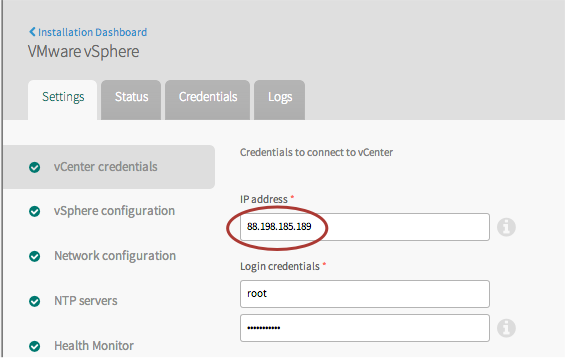 Installation Dashboard
VMware vSphere
Settings
Status
Credentials
Logs
vCenter credentials
vSphere configuration
Network configuration
NTP servers
Health Monitor
Credentials to connect to vCenter
IP address *
88.198.185.189
Login credentials *
root
•••••••••••